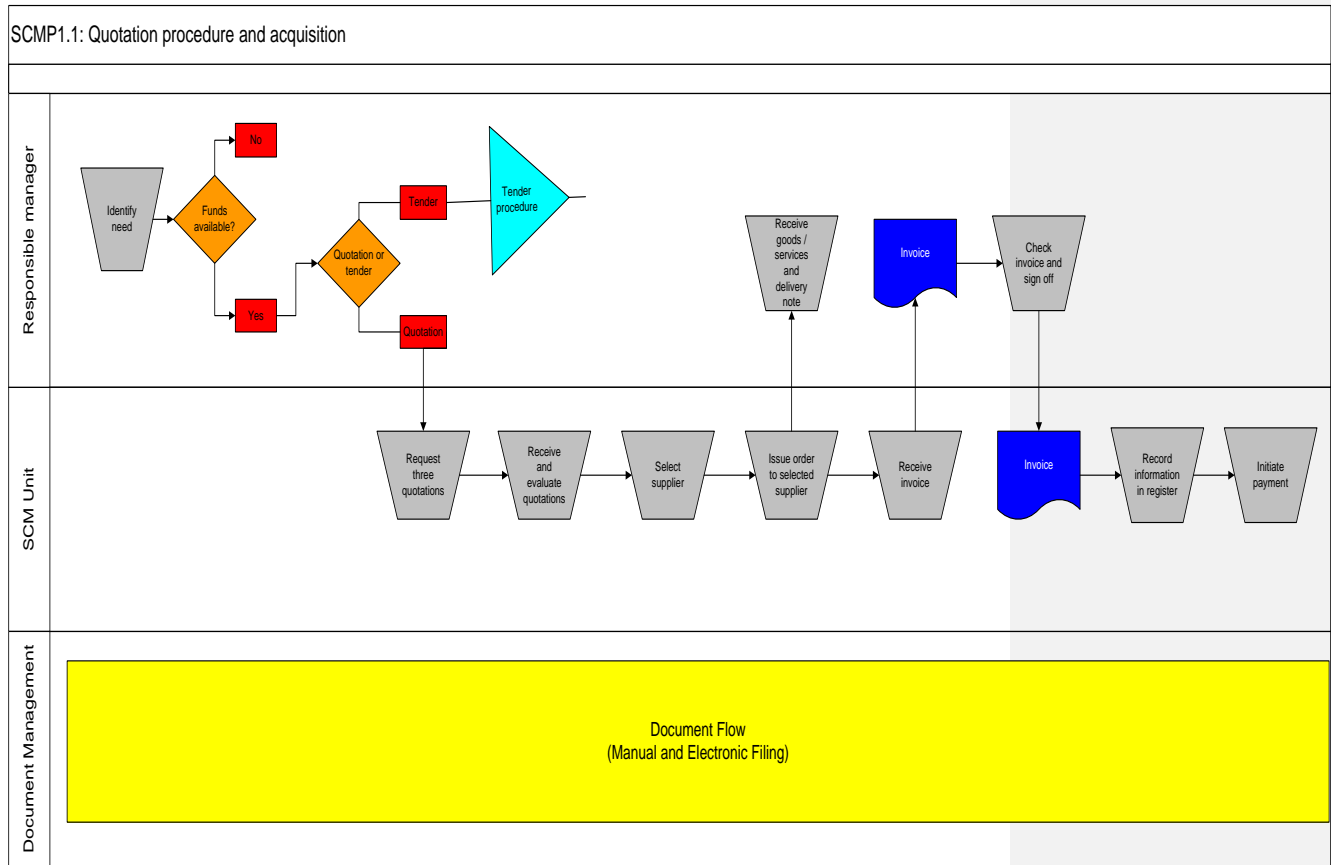 SCMP1.1: Quotation procedure and acquisition
Responsible manager
Identify
need
Funds
available?
No
Yes
Quotation or
tender
Tender
Quotation
Tender
procedure
Receive
goods /
services
and
delivery
note
Invoice
Check
invoice and
sign off
SCM Unit
Request
three
quotations
Receive
and
evaluate
quotations
Select
supplier
Issue order
to selected
supplier
Receive
invoice
Invoice
Record
information
in register
Initiate
payment
Document Management
Document Flow
(Manual and Electronic Filing)